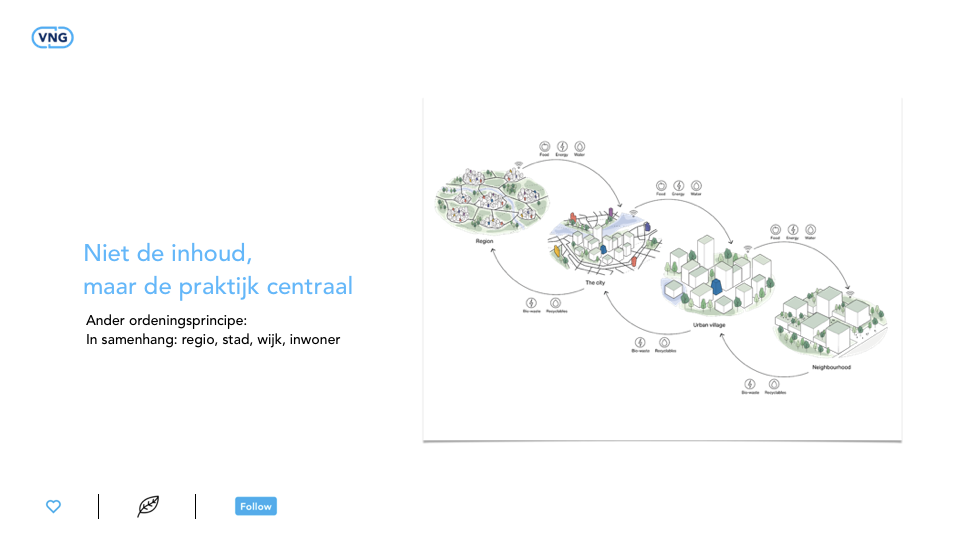 VNG
Niet de inhoud,
maar de praktijk centraal
Ander ordeningsprincipe:
In samenhang: regio, stad, wijk, inwoner
Food Energy Water
Region
Food Energy Water
The city
Bio-waste Recyclables
Food Energy Water
Urban village
Bio-waste Recyclables
Neighbourhood
Bio-waste Recyclables
Follow